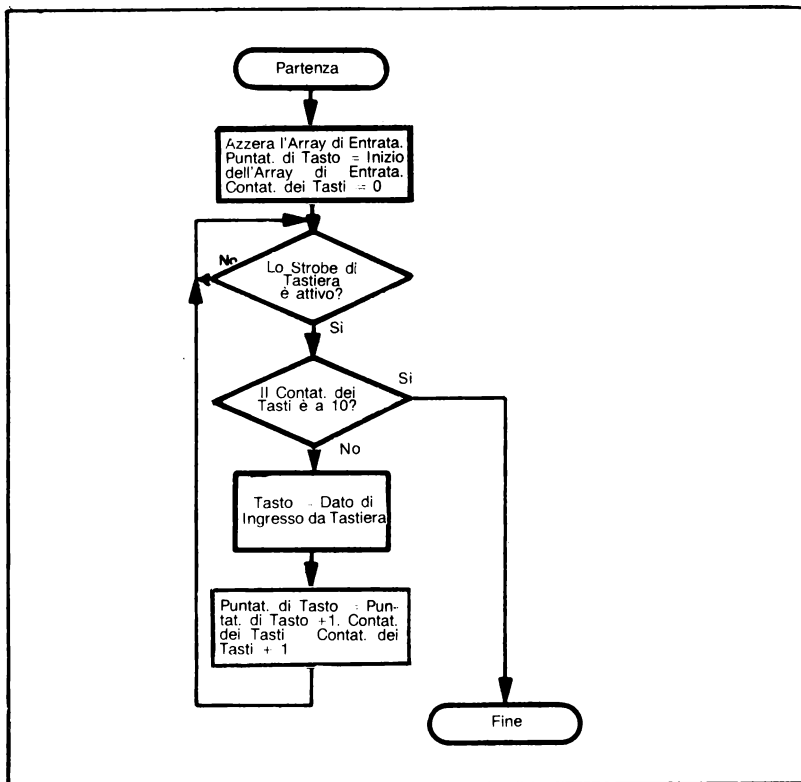 Partenza
Azzera l'Array di Entrata.
Puntat. di Tasto = Inizio
dell'Array di Entrata.
Contat. dei Tasti = 0
No
Lo Strobe di
Tastiera
è attivo?
Si
Il Contat. dei
Tasti è a 10?
Si
No
Tasto = Dato di
Ingresso da Tastiera
Puntat. di Tasto = Pun-
tat. di Tasto +1. Contat.
dei Tasti Contat. dei
Tasti + 1
Fine